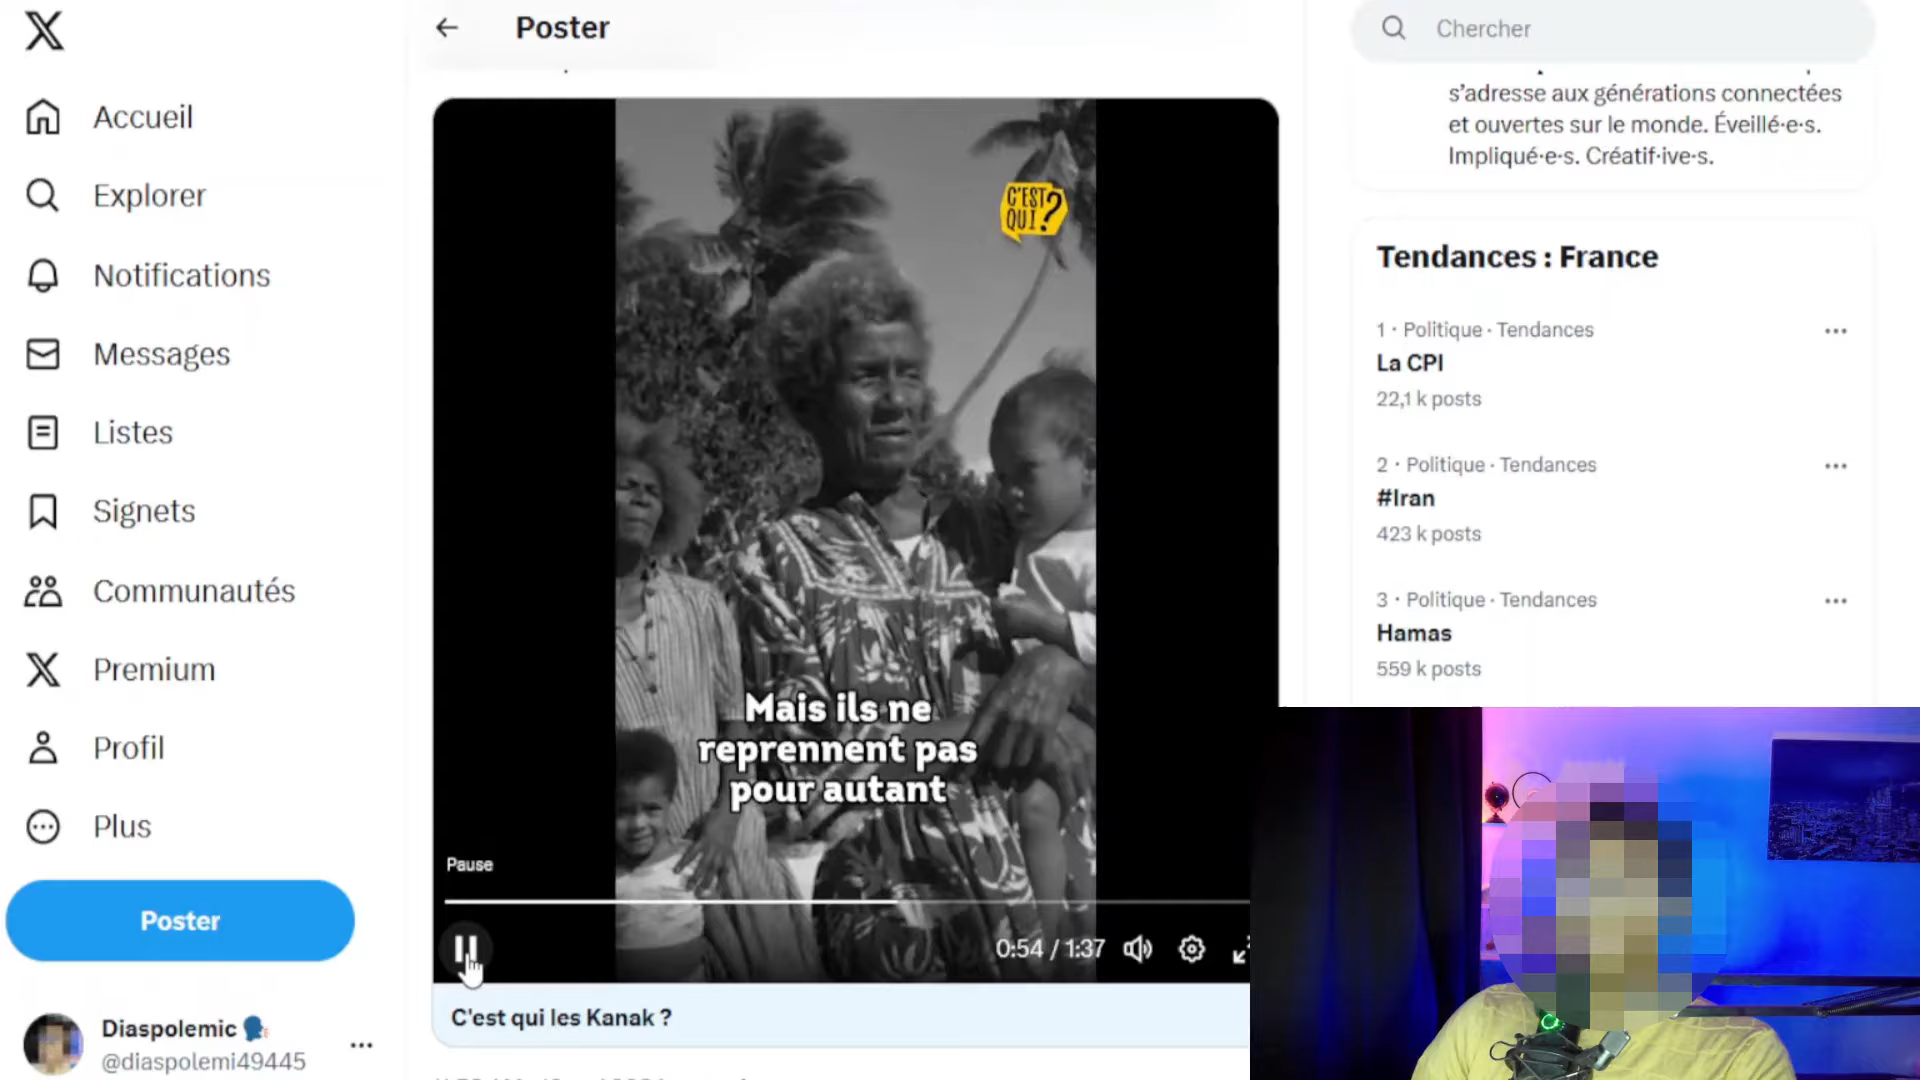 Accueil
Explorer
Notifications
Messages
Listes
Signets
Communautés
Premium
Profil
Plus
Poster
Diaspolemic
@diaspolemi49445
Poster
C'EST
QUI ?
Mais ils ne
reprennent pas
pour autant
Pause
0:54 / 1:37
C'est qui les Kanak ?
Chercher
s'adresse aux générations connectées
et ouvertes sur le monde. Éveillé·e·s.
Impliqué·e·s. Créatif·ive·s.
Tendances : France
1 · Politique · Tendances
La CPI
22,1 k posts
2 · Politique · Tendances
#Iran
423 k posts
3 · Politique · Tendances
Hamas
559 k posts